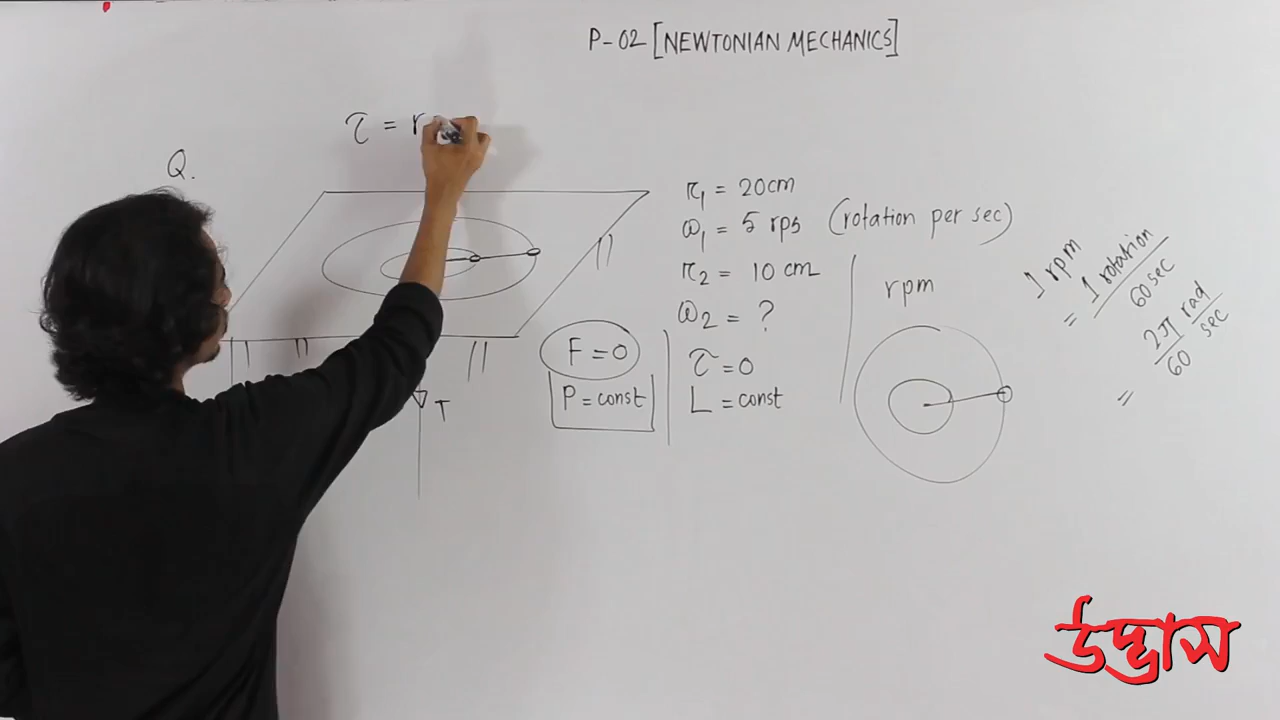 P-02 [NEWTONIAN MECHANICS]
τ = r
Q.
r₁ = 20cm
ω₁ = 5 rps (rotation per sec)
r₂ = 10 cm
ω₂ = ?
F = 0
P = const
τ = 0
L = const
T
rpm
1 rpm
= 1 rotation / 60 sec
= 2π / 60 rad / sec
উদ্ভাস